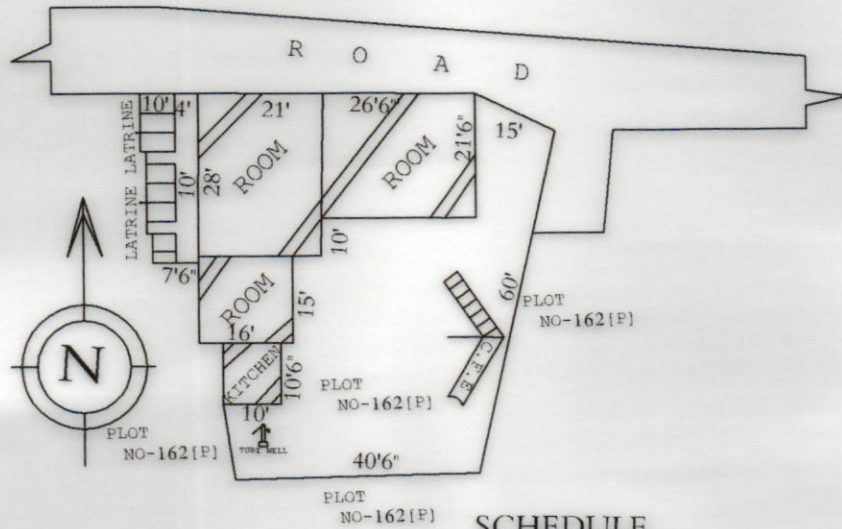 R O A D
10' 4' 21' 26'6"
LATRINE
LATRINE
10'
28'
ROOM
ROOM
21'6"
15'
10'
7'6"
ROOM
16'
15'
60'
PLOT
NO-162[P]
KITCHEN
10'6"
10'
C.F.E
PLOT
NO-162[P]
N
PLOT
NO-162[P]
TUBE WELL
40'6"
PLOT
NO-162[P]
SCHEDULE